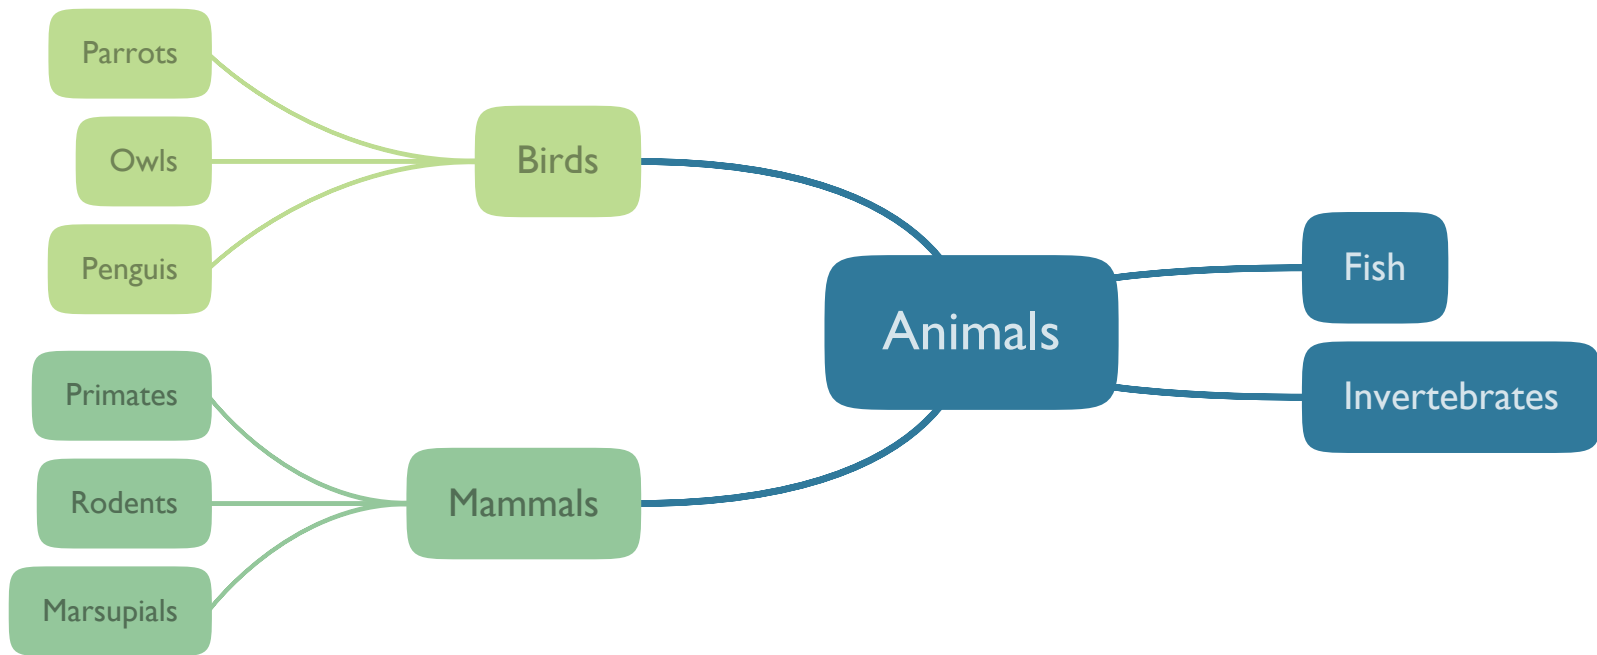 Parrots
Owls
Penguis
Birds
Primates
Rodents
Marsupials
Mammals
Animals
Fish
Invertebrates